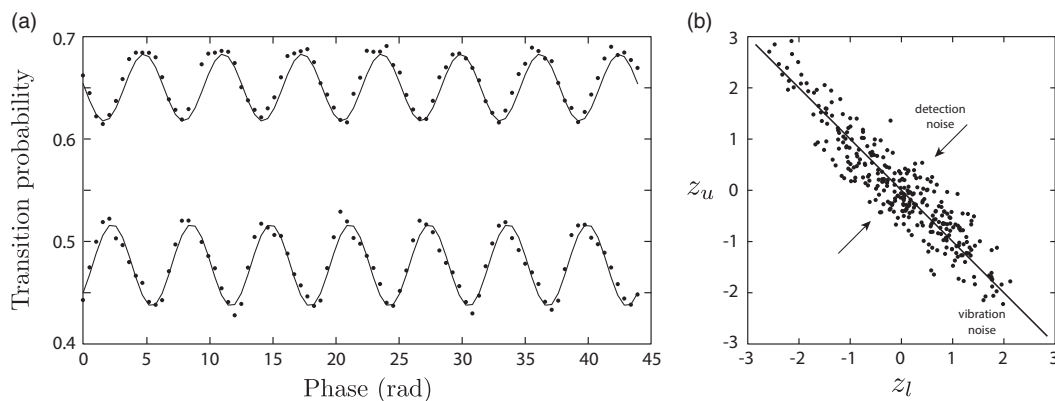 (a)
0.7
0.6
0.5
0.4
Transition probability
0 5 10 15 20 25 30 35 40 45
Phase (rad)
(b)
3
2
1
0
-1
-2
-3
z_u
detection
noise
vibration
noise
-3 -2 -1 0 1 2 3
z_l